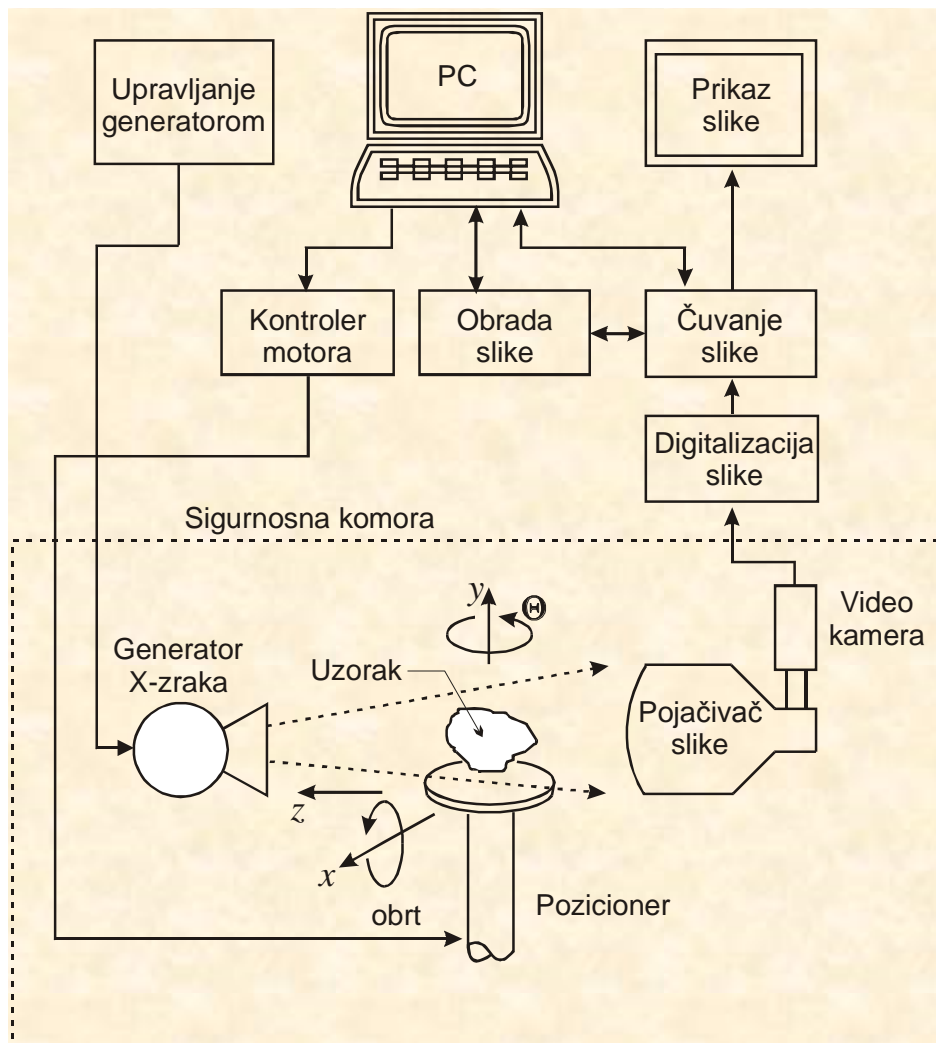 Upravljanje
generatorom
PC
Prikaz
slike
Kontroler
motora
Obrada
slike
Čuvanje
slike
Digitalizacija
slike
Sigurnosna komora
Video
kamera
y
Θ
Generator
X-zraka
Uzorak
Pojačivač
slike
z
x
obrt
Pozicioner